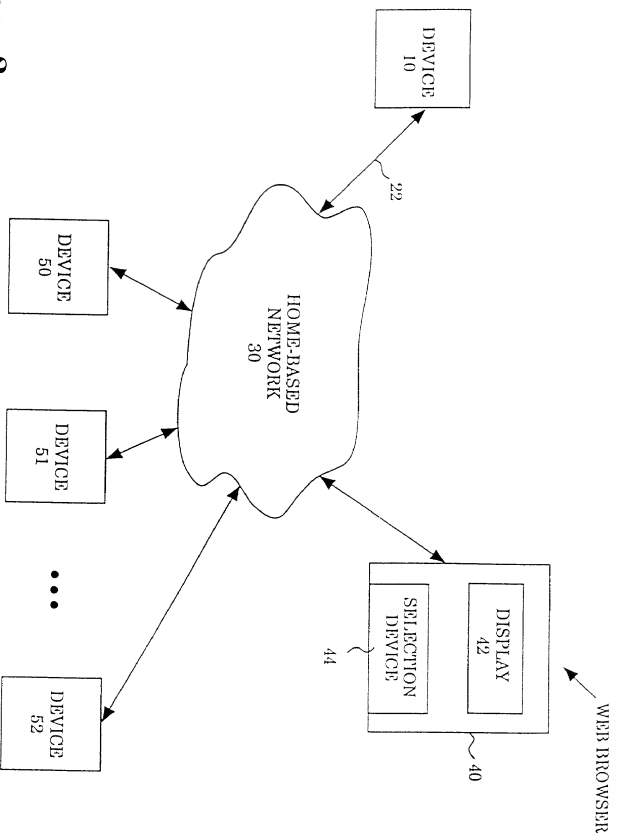 WEB BROWSER
DISPLAY
42
40
DEVICE
10
SELECTION
DEVICE
22
44
HOME-BASED
NETWORK
30
DEVICE
50
DEVICE
51
...
DEVICE
52